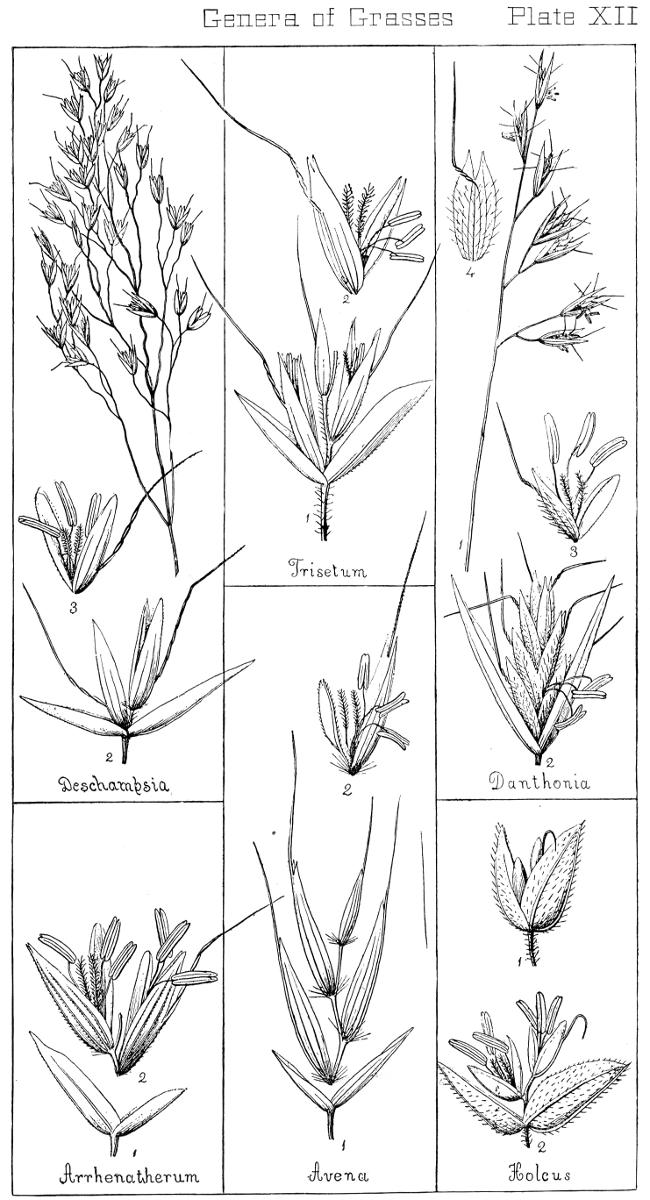 Genera of Grasses Plate XII
3
2
Deschampsia
2
1
Arrhenatherum
2
1
Trisetum
2
1
Avena
4
1
3
2
Danthonia
1
2
Holcus